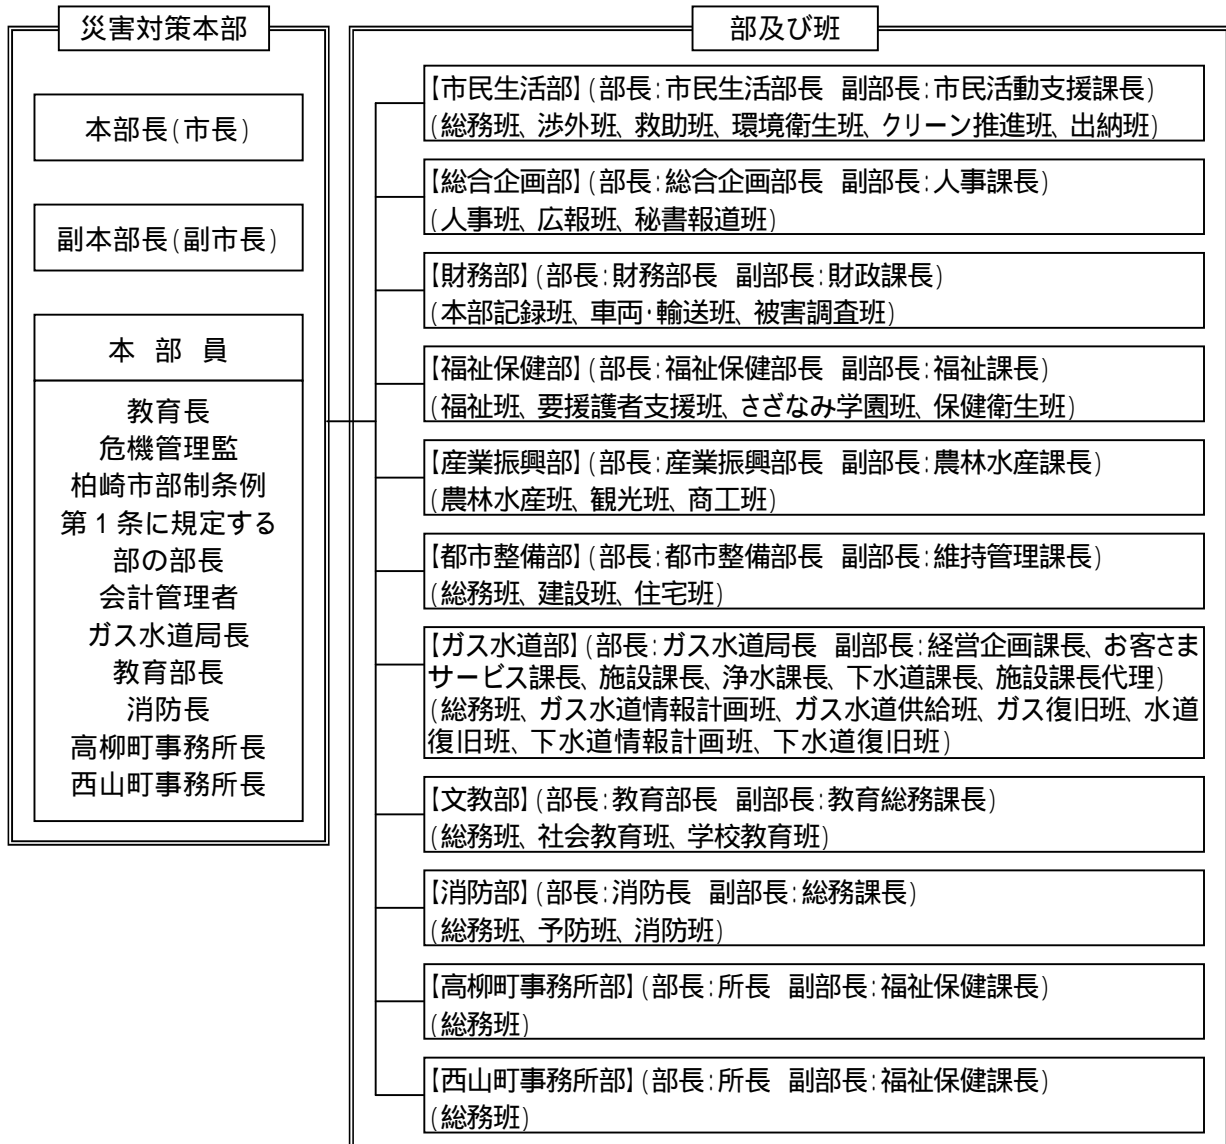 災害対策本部
本部長(市長)
副本部長(副市長)
本 部 員
教育長
危機管理監
柏崎市部制条例
第1条に規定する
部の部長
会計管理者
ガス水道局長
教育部長
消防長
高柳町事務所長
西山町事務所長
部及び班
【市民生活部】(部長:市民生活部長 副部長:市民活動支援課長)
(総務班、渉外班、救助班、環境衛生班、クリーン推進班、出納班)
【総合企画部】(部長:総合企画部長 副部長:人事課長)
(人事班、広報班、秘書報道班)
【財務部】(部長:財務部長 副部長:財政課長)
(本部記録班、車両・輸送班、被害調査班)
【福祉保健部】(部長:福祉保健部長 副部長:福祉課長)
(福祉班、要援護者支援班、さざなみ学園班、保健衛生班)
【産業振興部】(部長:産業振興部長 副部長:農林水産課長)
(農林水産班、観光班、商工班)
【都市整備部】(部長:都市整備部長 副部長:維持管理課長)
(総務班、建設班、住宅班)
【ガス水道部】(部長:ガス水道局長 副部長:経営企画課長、お客さま
サービス課長、施設課長、浄水課長、下水道課長、施設課長代理)
(総務班、ガス水道情報計画班、ガス水道供給班、ガス復旧班、水道
復旧班、下水道情報計画班、下水道復旧班)
【文教部】(部長:教育部長 副部長:教育総務課長)
(総務班、社会教育班、学校教育班)
【消防部】(部長:消防長 副部長:総務課長)
(総務班、予防班、消防班)
【高柳町事務所部】(部長:所長 副部長:福祉保健課長)
(総務班)
【西山町事務所部】(部長:所長 副部長:福祉保健課長)
(総務班)